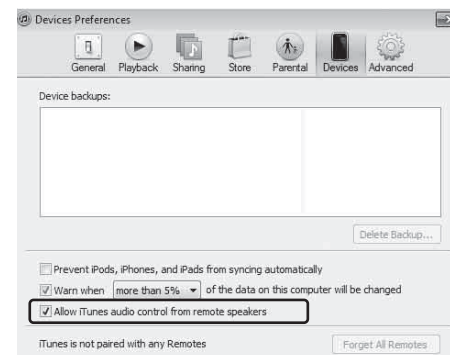 Devices Preferences
General Playback Sharing Store Parental Devices Advanced
Device backups:
Delete Backup...
Prevent iPods, iPhones, and iPads from syncing automatically
Warn when more than 5% of the data on this computer will be changed
Allow iTunes audio control from remote speakers
iTunes is not paired with any Remotes Forget All Remotes